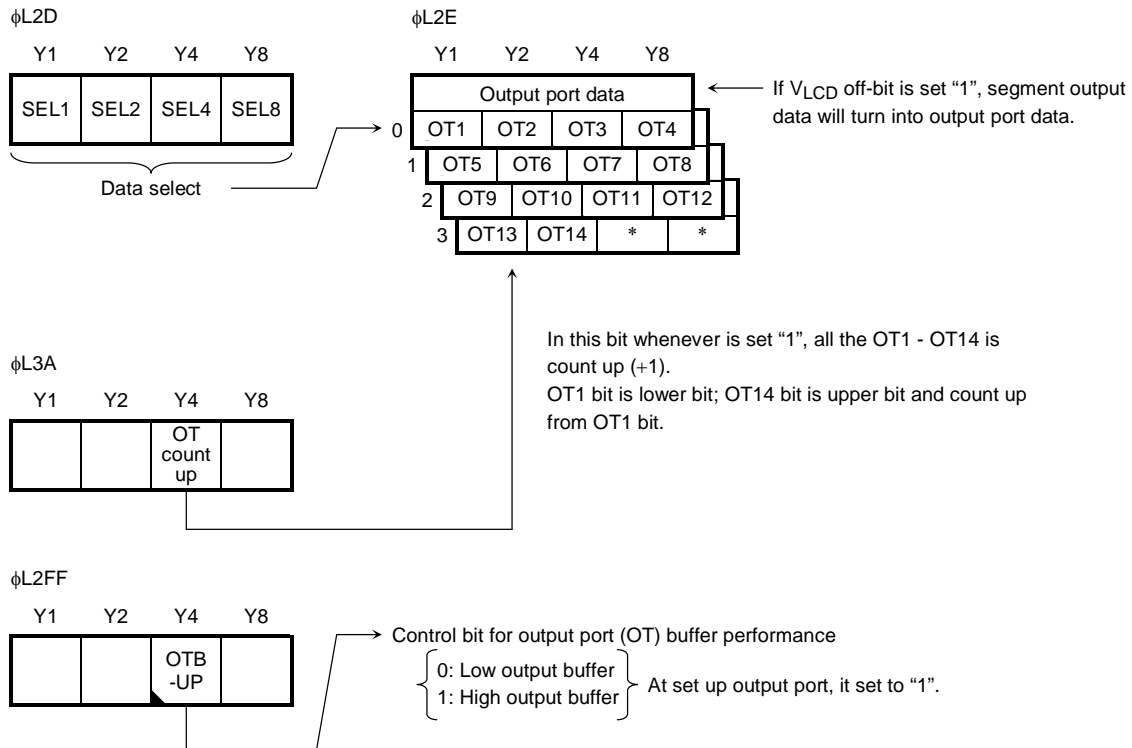 ϕL2D
Y1 Y2 Y4 Y8
SEL1 SEL2 SEL4 SEL8
Data select
ϕL2E
Y1 Y2 Y4 Y8
Output port data
0 OT1 OT2 OT3 OT4
1 OT5 OT6 OT7 OT8
2 OT9 OT10 OT11 OT12
3 OT13 OT14 * *
If VLCD off-bit is set “1”, segment output
data will turn into output port data.
In this bit whenever is set “1”, all the OT1 - OT14 is
count up (+1).
OT1 bit is lower bit; OT14 bit is upper bit and count up
from OT1 bit.
ϕL3A
Y1 Y2 Y4 Y8
OT
count
up
ϕL2FF
Y1 Y2 Y4 Y8
OTB
-UP
Control bit for output port (OT) buffer performance
0: Low output buffer
1: High output buffer
At set up output port, it set to “1”.